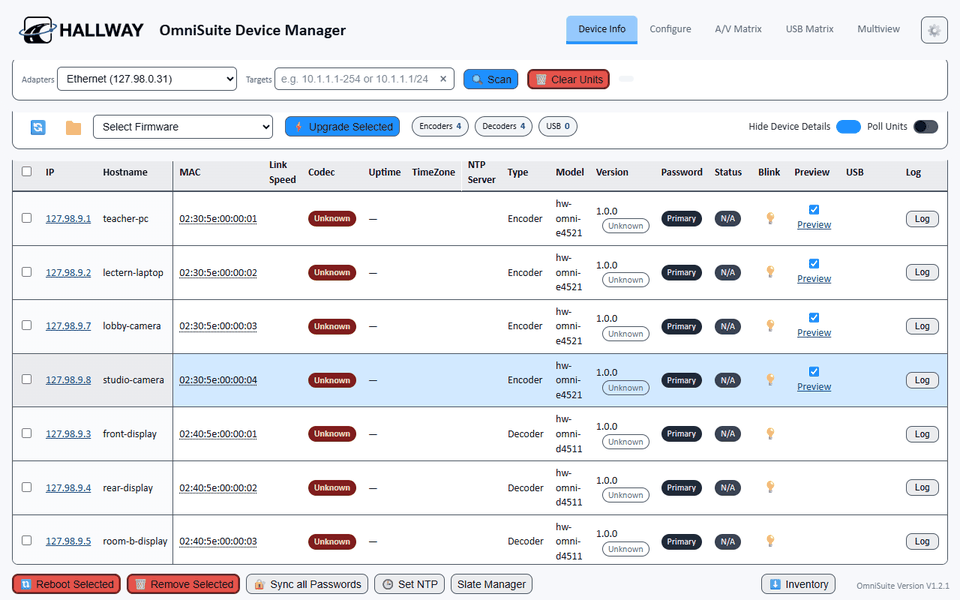 HALLWAY OmniSuite Device Manager Device Info Configure A/V Matrix USB Matrix Multiview
Adapters Ethernet (127.98.0.31) Targets e.g. 10.1.1.1-254 or 10.1.1.1/24 × Scan Clear Units
Select Firmware Upgrade Selected Encoders 4 Decoders 4 USB 0 Hide Device Details Poll Units
IP Hostname MAC Link Speed Codec Uptime TimeZone NTP Server Type Model Version Password Status Blink Preview USB Log
127.98.9.1 teacher-pc 02:30:5e:00:00:01 Unknown — Encoder hw-omni-e4521 1.0.0 Unknown Primary N/A Preview Log
127.98.9.2 lectern-laptop 02:30:5e:00:00:02 Unknown — Encoder hw-omni-e4521 1.0.0 Unknown Primary N/A Preview Log
127.98.9.7 lobby-camera 02:30:5e:00:00:03 Unknown — Encoder hw-omni-e4521 1.0.0 Unknown Primary N/A Preview Log
127.98.9.8 studio-camera 02:30:5e:00:00:04 Unknown — Encoder hw-omni-e4521 1.0.0 Unknown Primary N/A Preview Log
127.98.9.3 front-display 02:40:5e:00:00:01 Unknown — Decoder hw-omni-d4511 1.0.0 Unknown Primary N/A Log
127.98.9.4 rear-display 02:40:5e:00:00:02 Unknown — Decoder hw-omni-d4511 1.0.0 Unknown Primary N/A Log
127.98.9.5 room-b-display 02:40:5e:00:00:03 Unknown — Decoder hw-omni-d4511 1.0.0 Unknown Primary N/A Log
Reboot Selected Remove Selected Sync all Passwords Set NTP Slate Manager Inventory OmniSuite Version V1.2.1